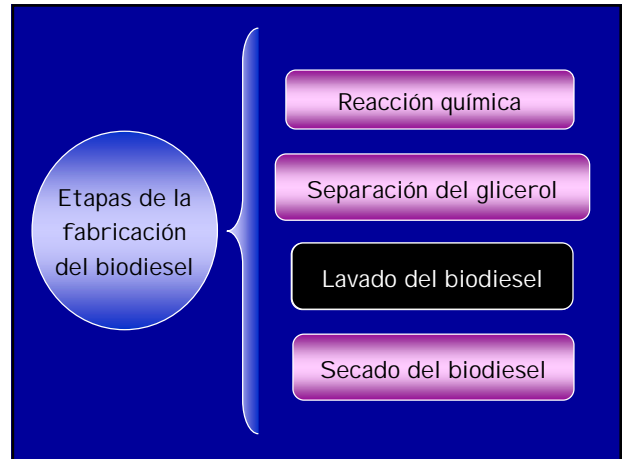 Etapas de la
fabricación
del biodiesel
Reacción química
Separación del glicerol
Lavado del biodiesel
Secado del biodiesel